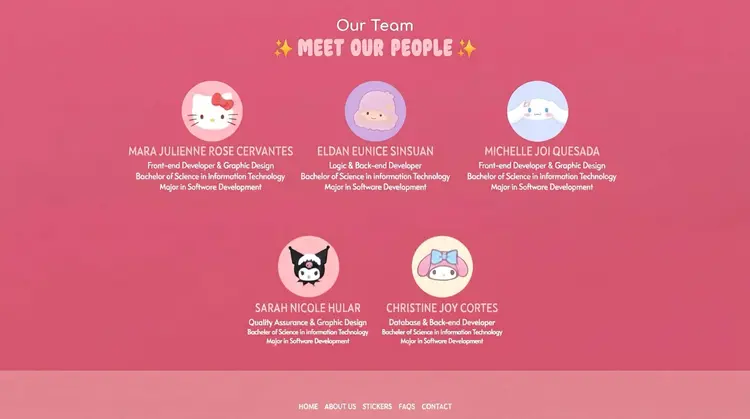 Our Team
✨ MEET OUR PEOPLE ✨
MARA JULIENNE ROSE CERVANTES
Front-end Developer & Graphic Design
Bachelor of Science in Information Technology
Major in Software Development
ELDAN EUNICE SINSUAN
Logic & Back-end Developer
Bachelor of Science in Information Technology
Major in Software Development
MICHELLE JOI QUESADA
Front-end Developer & Graphic Design
Bachelor of Science in Information Technology
Major in Software Development
SARAH NICOLE HULAR
Quality Assurance & Graphic Design
Bachelor of Science in Information Technology
Major in Software Development
CHRISTINE JOY CORTES
Database & Back-end Developer
Bachelor of Science in Information Technology
Major in Software Development
HOME ABOUT US STICKERS FAQS CONTACT